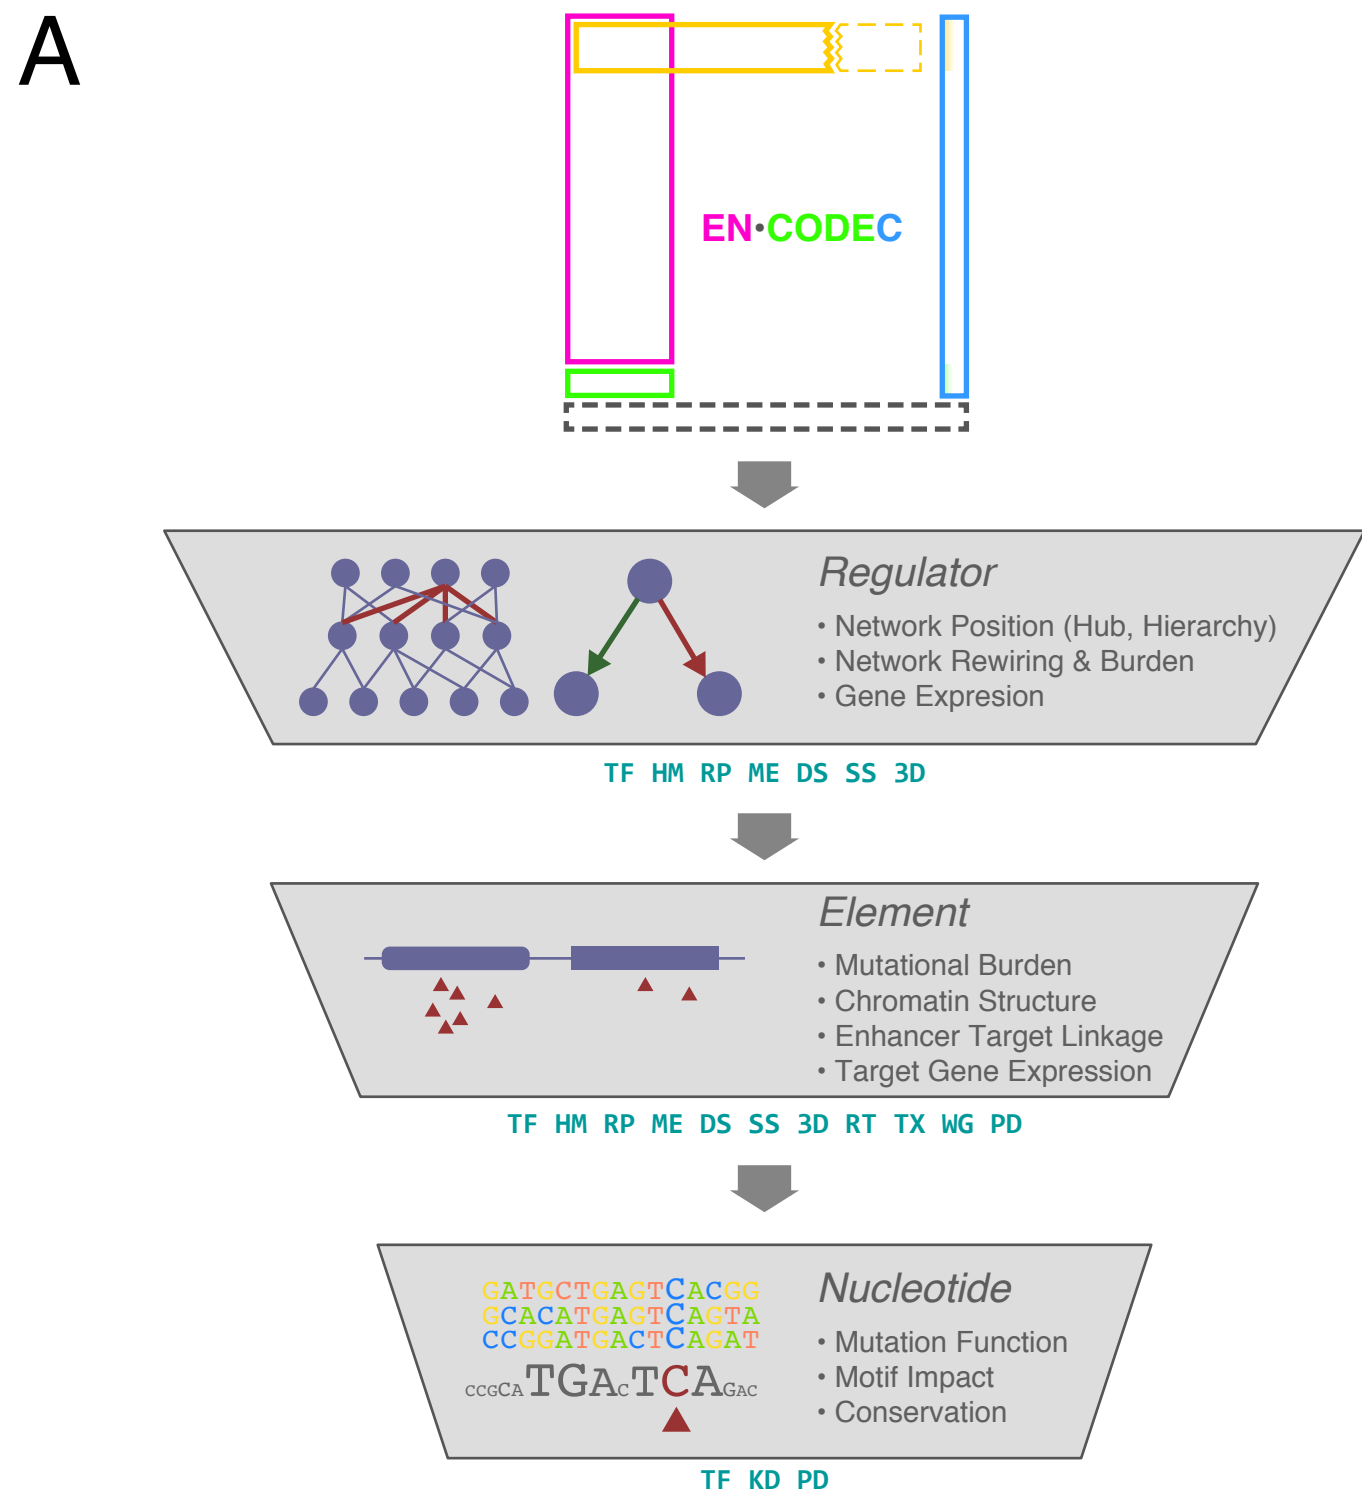 A
EN•CODEC
Regulator
• Network Position (Hub, Hierarchy)
• Network Rewiring & Burden
• Gene Expresion
TF HM RP ME DS SS 3D
Element
• Mutational Burden
• Chromatin Structure
• Enhancer Target Linkage
• Target Gene Expression
TF HM RP ME DS SS 3D RT TX WG PD
Nucleotide
GATGCTGAGTCACGG
GCACATGAGTCAGTA
CCGGATGACTCAGAT
CCGCATGACTCAGAC
• Mutation Function
• Motif Impact
• Conservation
TF KD PD